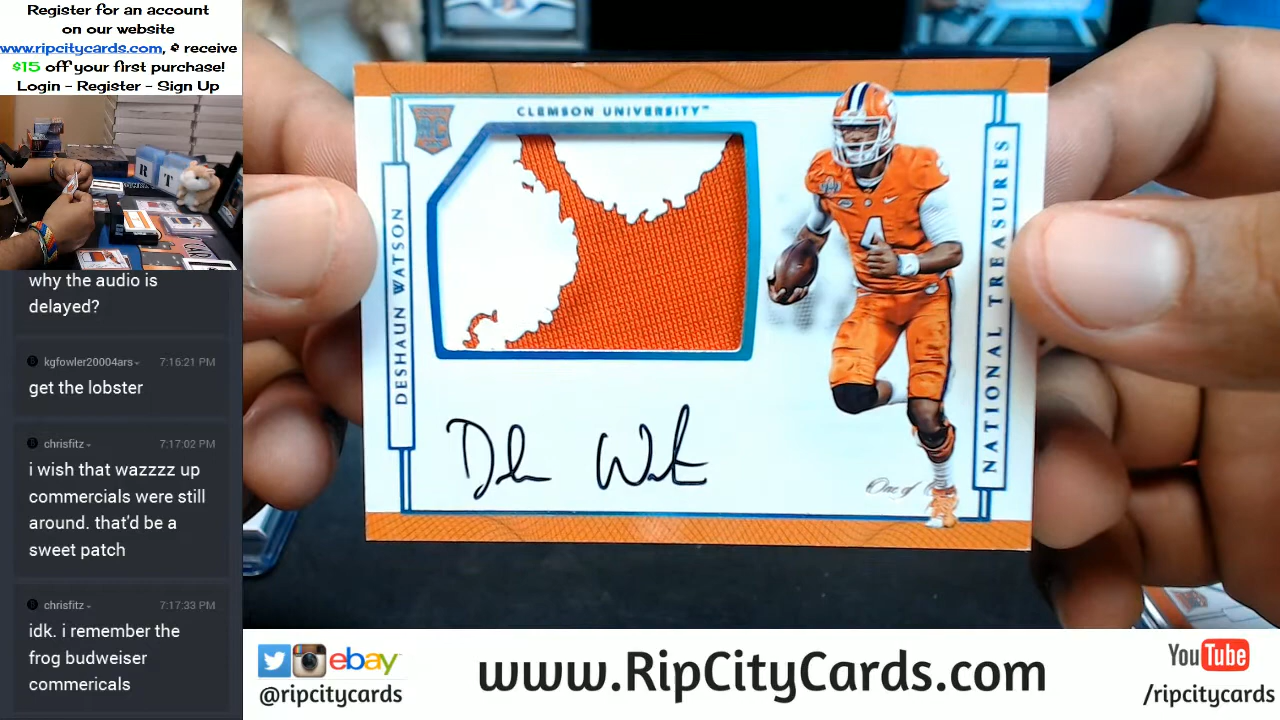 Register for an account
on our website
www.ripcitycards.com, & receive
$15 off your first purchase!
Login - Register - Sign Up
R T
why the audio is
delayed?
kgfowler20004ars
7:16:21 PM
get the lobster
chrisfitz
7:17:02 PM
i wish that wazzzz up
commercials were still
around. that'd be a
sweet patch
chrisfitz
7:17:33 PM
idk. i remember the
frog budweiser
commericals
RC
CLEMSON UNIVERSITY™
DESHAUN WATSON
4
NATIONAL TREASURES
One of
ebay
@ripcitycards
www.RipCityCards.com
YouTube
/ripcitycards